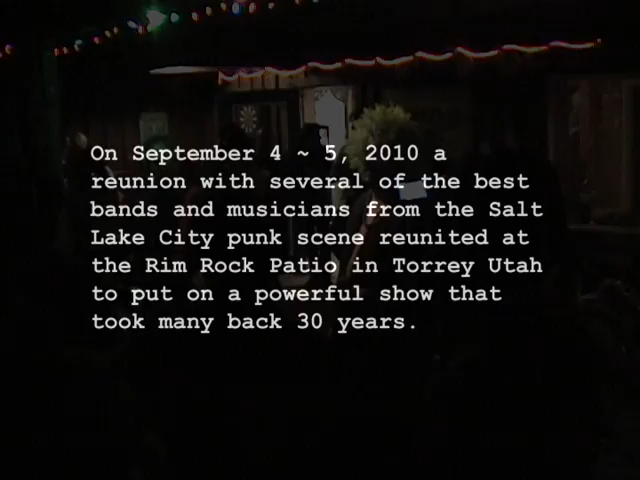 On September 4 ~ 5, 2010 a
reunion with several of the best
bands and musicians from the Salt
Lake City punk scene reunited at
the Rim Rock Patio in Torrey Utah
to put on a powerful show that
took many back 30 years.